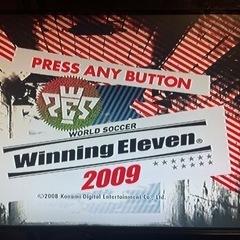 PRESS ANY BUTTON
PES
WORLD SOCCER
Winning Eleven®
2009
©2008 Konami Digital Entertainment Co., Ltd.